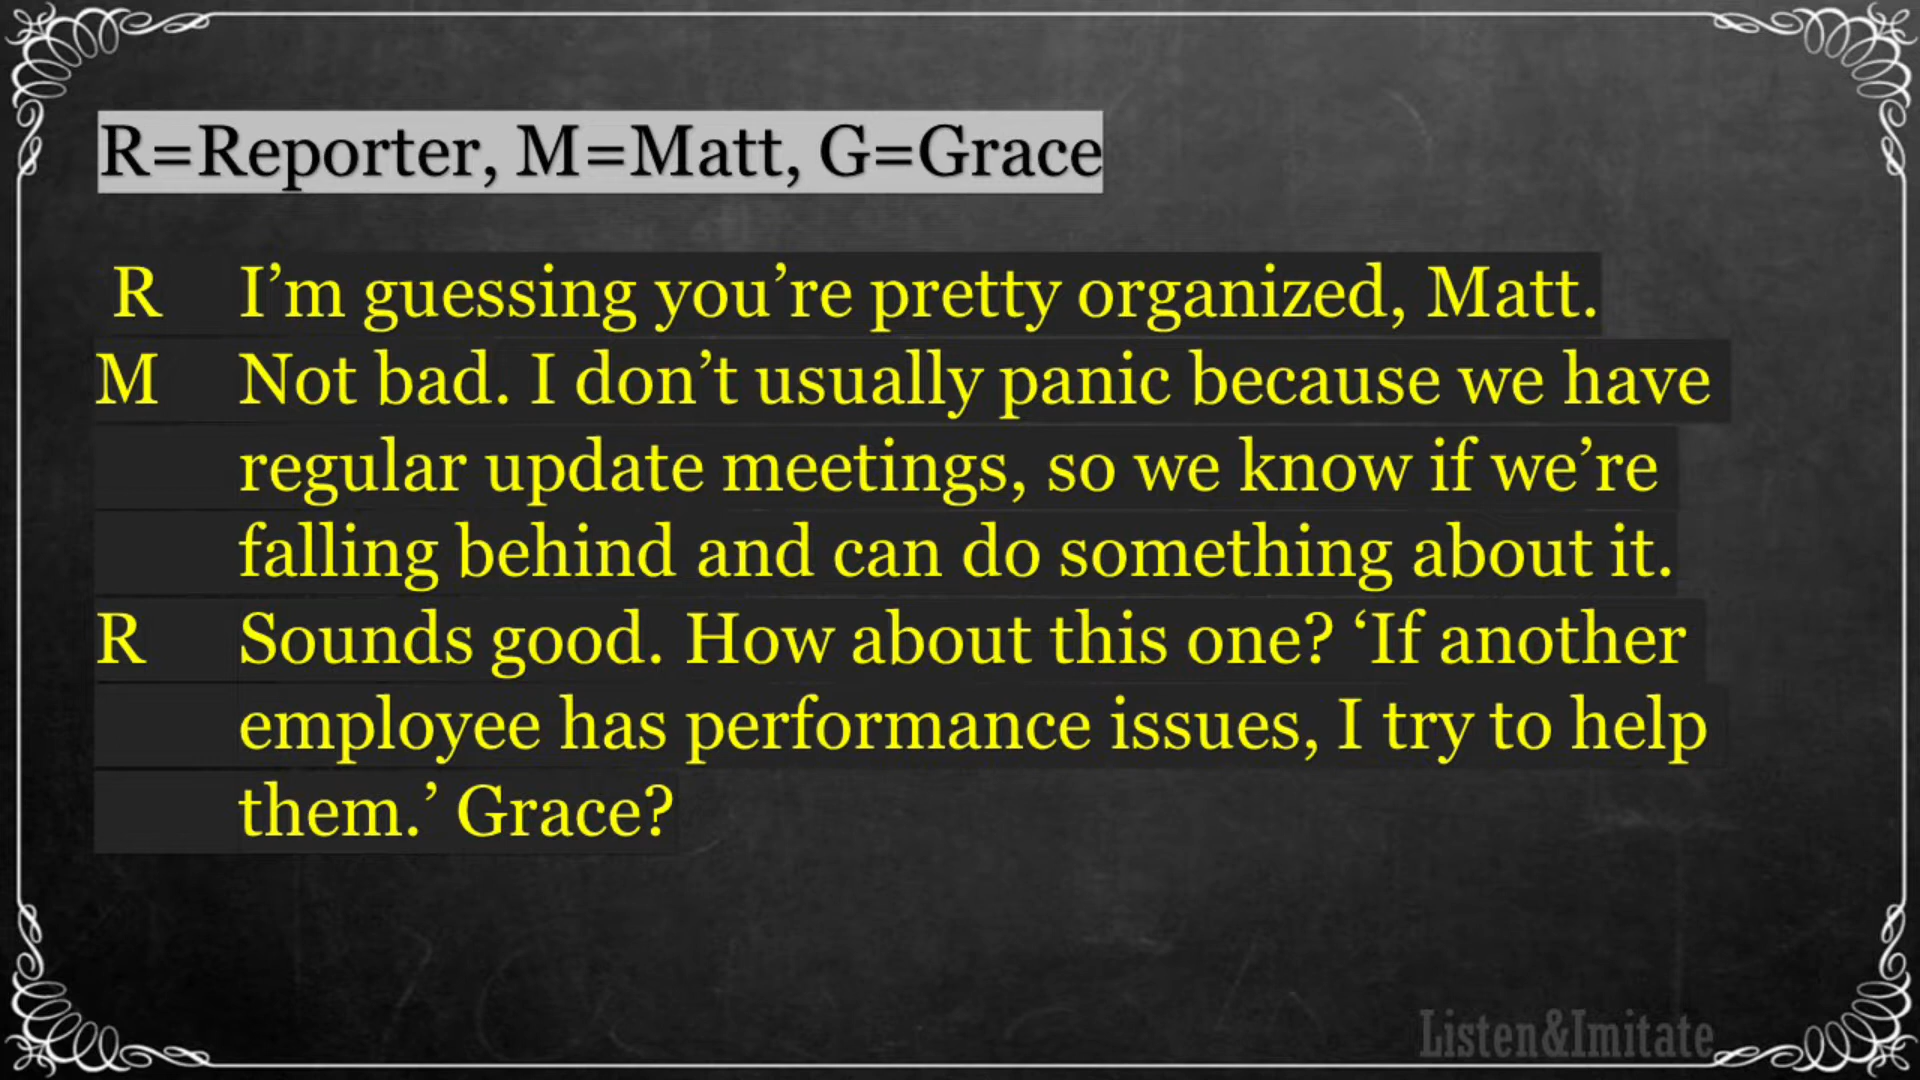 R=Reporter, M=Matt, G=Grace
R I’m guessing you’re pretty organized, Matt.
M Not bad. I don’t usually panic because we have
regular update meetings, so we know if we’re
falling behind and can do something about it.
R Sounds good. How about this one? ‘If another
employee has performance issues, I try to help
them.’ Grace?
Listen&Imitate